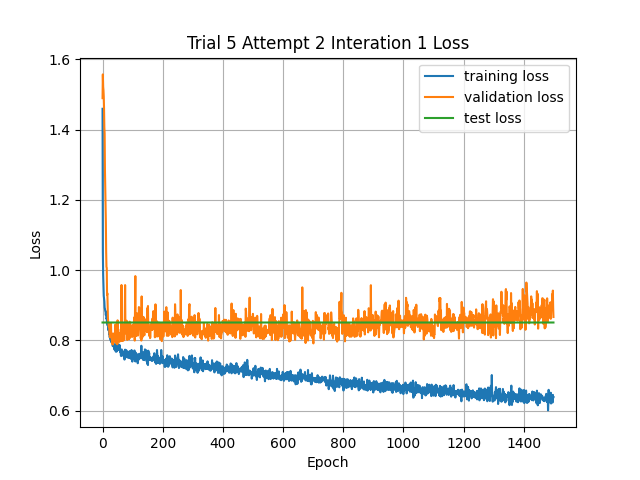 Trial 5 Attempt 2 Interation 1 Loss
training loss
validation loss
test loss
Loss
1.6
1.4
1.2
1.0
0.8
0.6
0 200 400 600 800 1000 1200 1400
Epoch